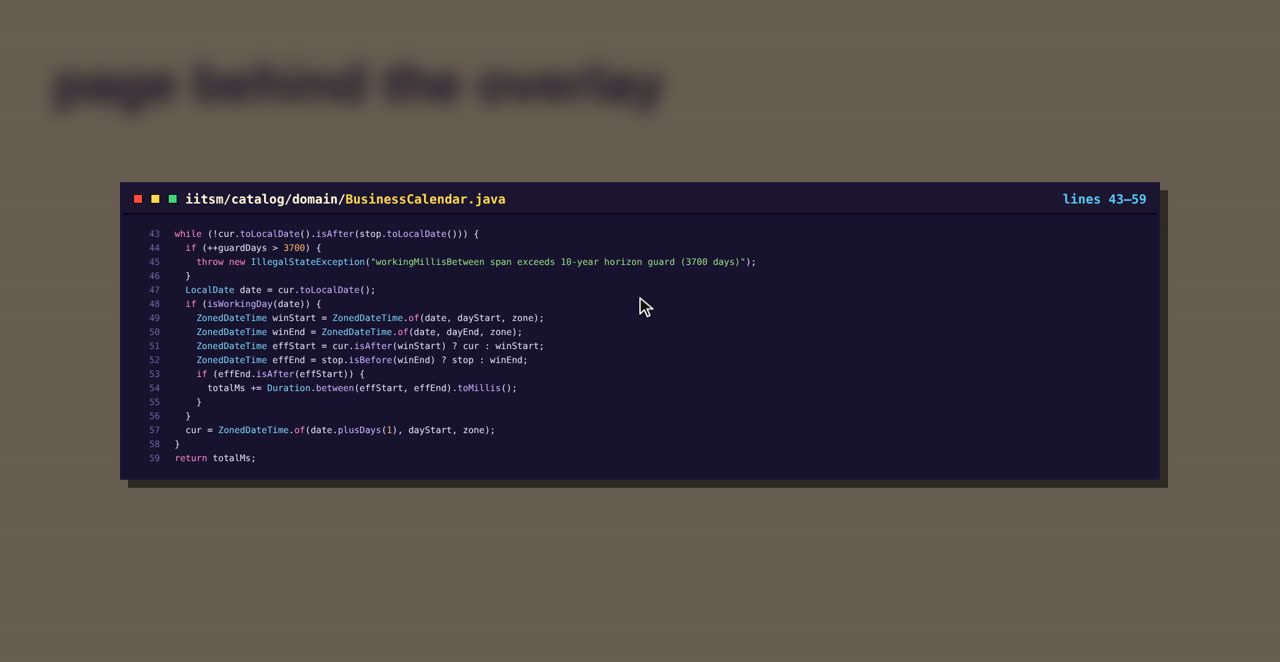 page behind the overlay
iitsm/catalog/domain/BusinessCalendar.java
lines 43–59
43 while (!cur.toLocalDate().isAfter(stop.toLocalDate())) {
44   if (++guardDays > 3700) {
45     throw new IllegalStateException("workingMillisBetween span exceeds 10-year horizon guard (3700 days)");
46   }
47   LocalDate date = cur.toLocalDate();
48   if (isWorkingDay(date)) {
49     ZonedDateTime winStart = ZonedDateTime.of(date, dayStart, zone);
50     ZonedDateTime winEnd = ZonedDateTime.of(date, dayEnd, zone);
51     ZonedDateTime effStart = cur.isAfter(winStart) ? cur : winStart;
52     ZonedDateTime effEnd = stop.isBefore(winEnd) ? stop : winEnd;
53     if (effEnd.isAfter(effStart)) {
54       totalMs += Duration.between(effStart, effEnd).toMillis();
55     }
56   }
57   cur = ZonedDateTime.of(date.plusDays(1), dayStart, zone);
58 }
59 return totalMs;